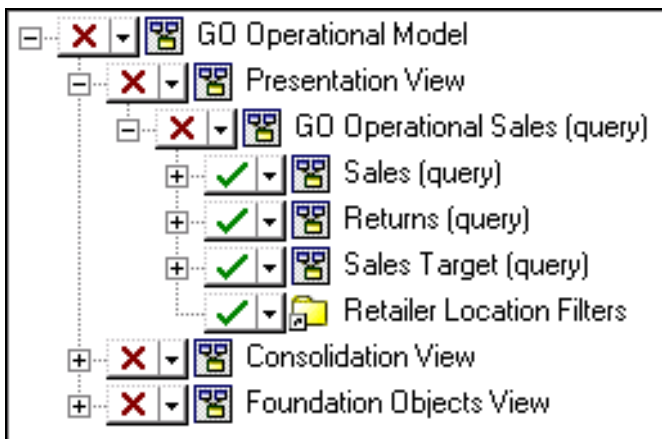 GO Operational Model
Presentation View
GO Operational Sales (query)
Sales (query)
Returns (query)
Sales Target (query)
Retailer Location Filters
Consolidation View
Foundation Objects View